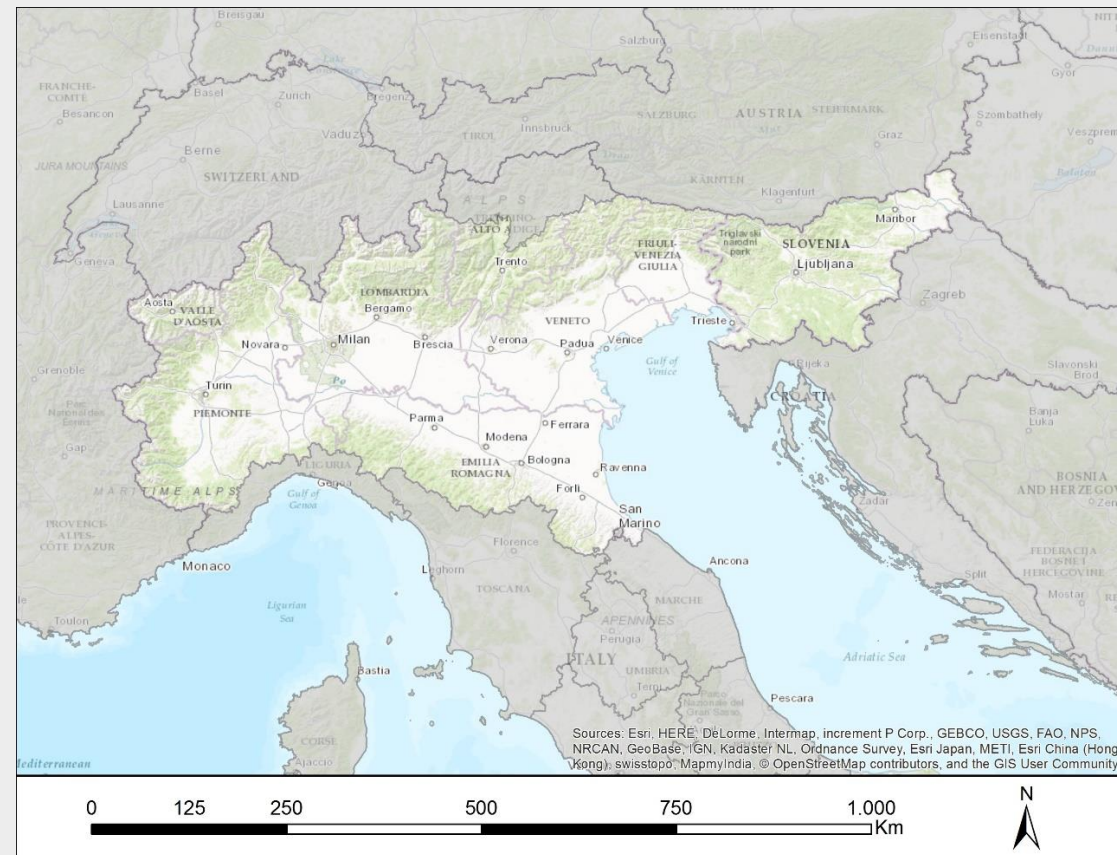 Breisgau
Salzburg
Eisenstadt
FRANCHE-
COMTE
Besancon
Basel
Zurich
Bregenz
Gyor
Vaduz
Innsbruck
TIROL
SALZBURG
AUSTRIA
STEIERMARK
Szombathely
Veszprem
Berne
JURA MOUNTAINS
SWITZERLAND
Graz
KÄRNTEN
Klagenfurt
Lausanne
ALPS
TRENTINO-
ALTO ADIGE
Maribor
Geneva
Triglavski
narodni
park
SLOVENIA
Ljubljana
FRIULI-
VENEZIA
GIULIA
Trento
Aosta
VALLE
D'AOSTA
LOMBARDIA
Bergamo
Zagreb
VENETO
Trieste
Novara
Milan
Brescia
Verona
Padua
Venice
Gulf of
Venice
Rijeka
Slavonski
Brod
Grenoble
Turin
Po
CROATIA
PIEMONTE
Parma
Ferrara
Banja
Luka
Gap
Modena
Bologna
EMILIA
ROMAGNA
Ravenna
Forli
LIGURIA
Genoa
Gulf of
Genoa
MARITIME ALPS
San
Marino
BOSNIA
AND HERZEGOV
Zadar
PROVENCE-
ALPES-
CÔTE D'AZUR
Florence
Monaco
Leghorn
TOSCANA
Ancona
MARCHE
FEDERACIJA
BOSNE I
HERCEGOVINE
Split
Mostar
Toulon
Ligurian
Sea
APENNINES
Perugia
ITALY
UMBRIA
Adriatic Sea
Bastia
Terni
Parco
Nazionale del
Gran Sasso
Pescara
CORSE
Ajaccio
Mediterranean
Sources: Esri, HERE, DeLorme, Intermap, increment P Corp., GEBCO, USGS, FAO, NPS,
NRCAN, GeoBase, IGN, Kadaster NL, Ordnance Survey, Esri Japan, METI, Esri China (Hong
Kong), swisstopo, MapmyIndia, © OpenStreetMap contributors, and the GIS User Community
0 125 250 500 750 1.000
Km
N